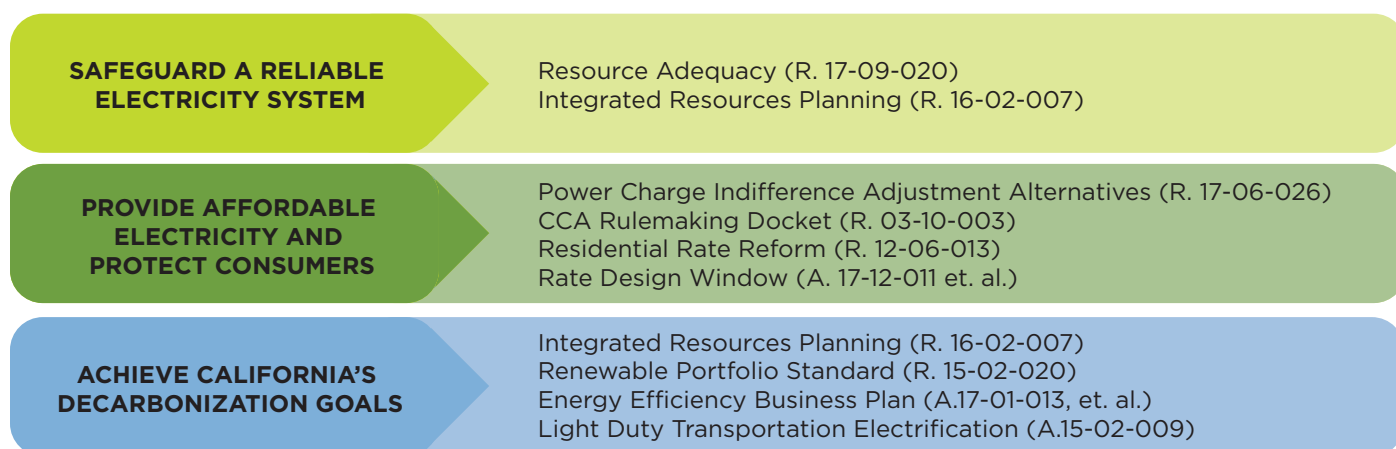 SAFEGUARD A RELIABLE
ELECTRICITY SYSTEM
Resource Adequacy (R. 17-09-020)
Integrated Resources Planning (R. 16-02-007)
PROVIDE AFFORDABLE
ELECTRICITY AND
PROTECT CONSUMERS
Power Charge Indifference Adjustment Alternatives (R. 17-06-026)
CCA Rulemaking Docket (R. 03-10-003)
Residential Rate Reform (R. 12-06-013)
Rate Design Window (A. 17-12-011 et. al.)
ACHIEVE CALIFORNIA’S
DECARBONIZATION GOALS
Integrated Resources Planning (R. 16-02-007)
Renewable Portfolio Standard (R. 15-02-020)
Energy Efficiency Business Plan (A.17-01-013, et. al.)
Light Duty Transportation Electrification (A.15-02-009)